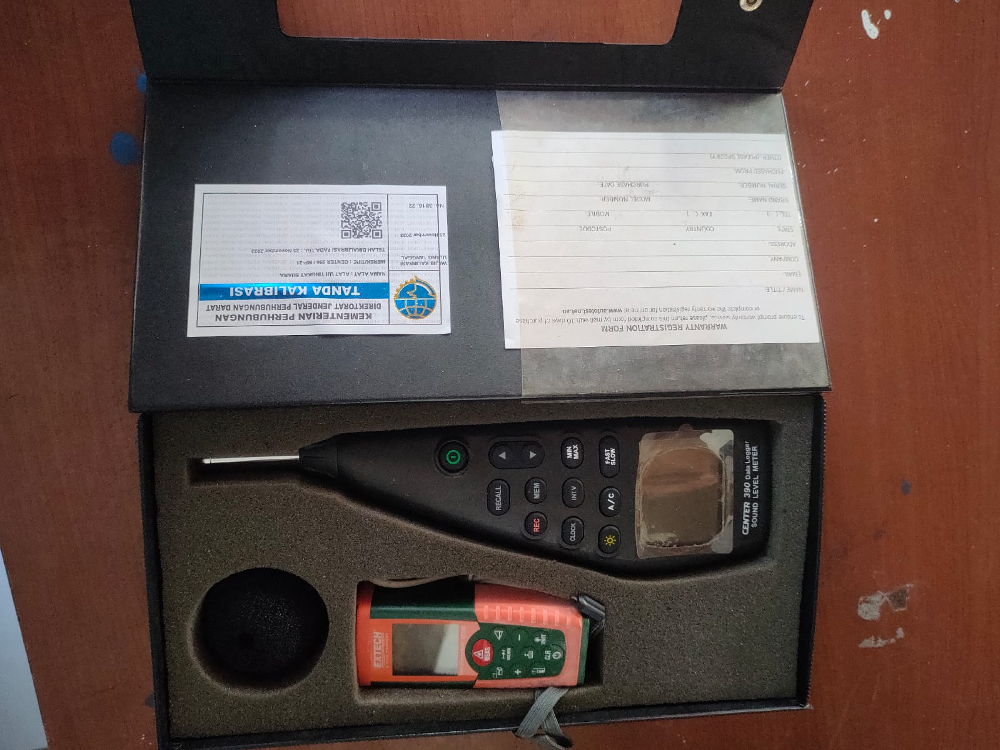 KEMENTERIAN PERHUBUNGAN
DIREKTORAT JENDERAL PERHUBUNGAN DARAT
TANDA KALIBRASI
NAMA ALAT : ALAT UJI TINGKAT SUARA
MEREK/TIPE : CENTER 390 / MP-21
TELAH DIKALIBRASI PADA TGL : 25 November 2022
WAJIB KALIBRASI
ULANG TANGGAL
25 November 2023
No. 3816. 22
WARRANTY REGISTRATION FORM
To ensure prompt warranty service, please return this completed form by mail with 10 days of purchase
or complete the warranty registration for online at www.autotest.net.au
NAME / TITLE:
EMAIL:
COMPANY:
ADDRESS:
STATE COUNTRY POSTCODE
TEL: ( ) FAX ( ) MOBILE:
BRAND NAME: MODEL NUMBER:
SERIAL NUMBER: PURCHASE DATE:
PUCHASED FROM:
OTHER (PLEASE SPECIFY)
CENTER 390 Data Logger
SOUND LEVEL METER
FAST
SLOW
A/C
MIN
MAX
INTV
CLOCK
MEM
REC
RECALL
EXTECH
MEAS
UNIT
CLR